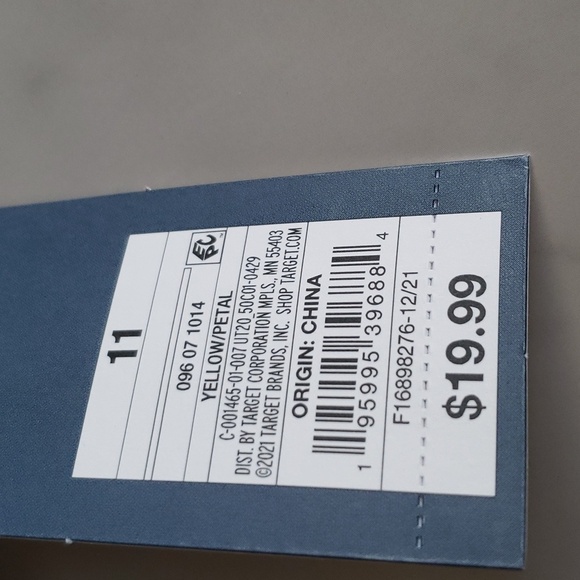 11
096 07 1014
EPC
YELLOW/PETAL
C-001465-01-007 UT20 50C01-0429
DIST. BY TARGET CORPORATION MPLS., MN 55403
©2021 TARGET BRANDS, INC. SHOP TARGET.COM
ORIGIN: CHINA
1 95995 39688 4
F16898276-12/21
$19.99